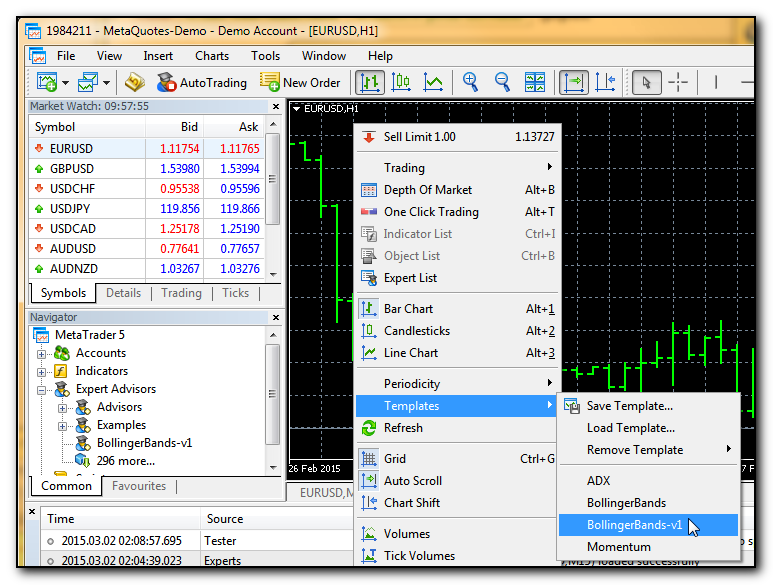 1984211 - MetaQuotes-Demo - Demo Account - [EURUSD,H1]
File View Insert Charts Tools Window Help
AutoTrading New Order
Market Watch: 09:57:55
Symbol Bid Ask
EURUSD 1.11754 1.11765
GBPUSD 1.53980 1.53994
USDCHF 0.95538 0.95596
USDJPY 119.856 119.866
USDCAD 1.25178 1.25190
AUDUSD 0.77641 0.77657
AUDNZD 1.03267 1.03276
Symbols Details Trading Ticks
Navigator
MetaTrader 5
Accounts
Indicators
Expert Advisors
Advisors
Examples
BollingerBands-v1
296 more...
Common Favourites
EURUSD,H1
26 Feb 2015
EURUSD,M
Sell Limit 1.00 1.13727
Trading
Depth Of Market Alt+B
One Click Trading Alt+T
Indicator List Ctrl+I
Object List Ctrl+B
Expert List
Bar Chart Alt+1
Candlesticks Alt+2
Line Chart Alt+3
Periodicity
Templates
Refresh
Grid Ctrl+G
Auto Scroll
Chart Shift
Volumes
Tick Volumes
Save Template...
Load Template...
Remove Template
ADX
BollingerBands
BollingerBands-v1
Momentum
Time Source
2015.03.02 02:08:57.695 Tester
2015.03.02 02:04:39.023 Experts
,M15) loaded successfully